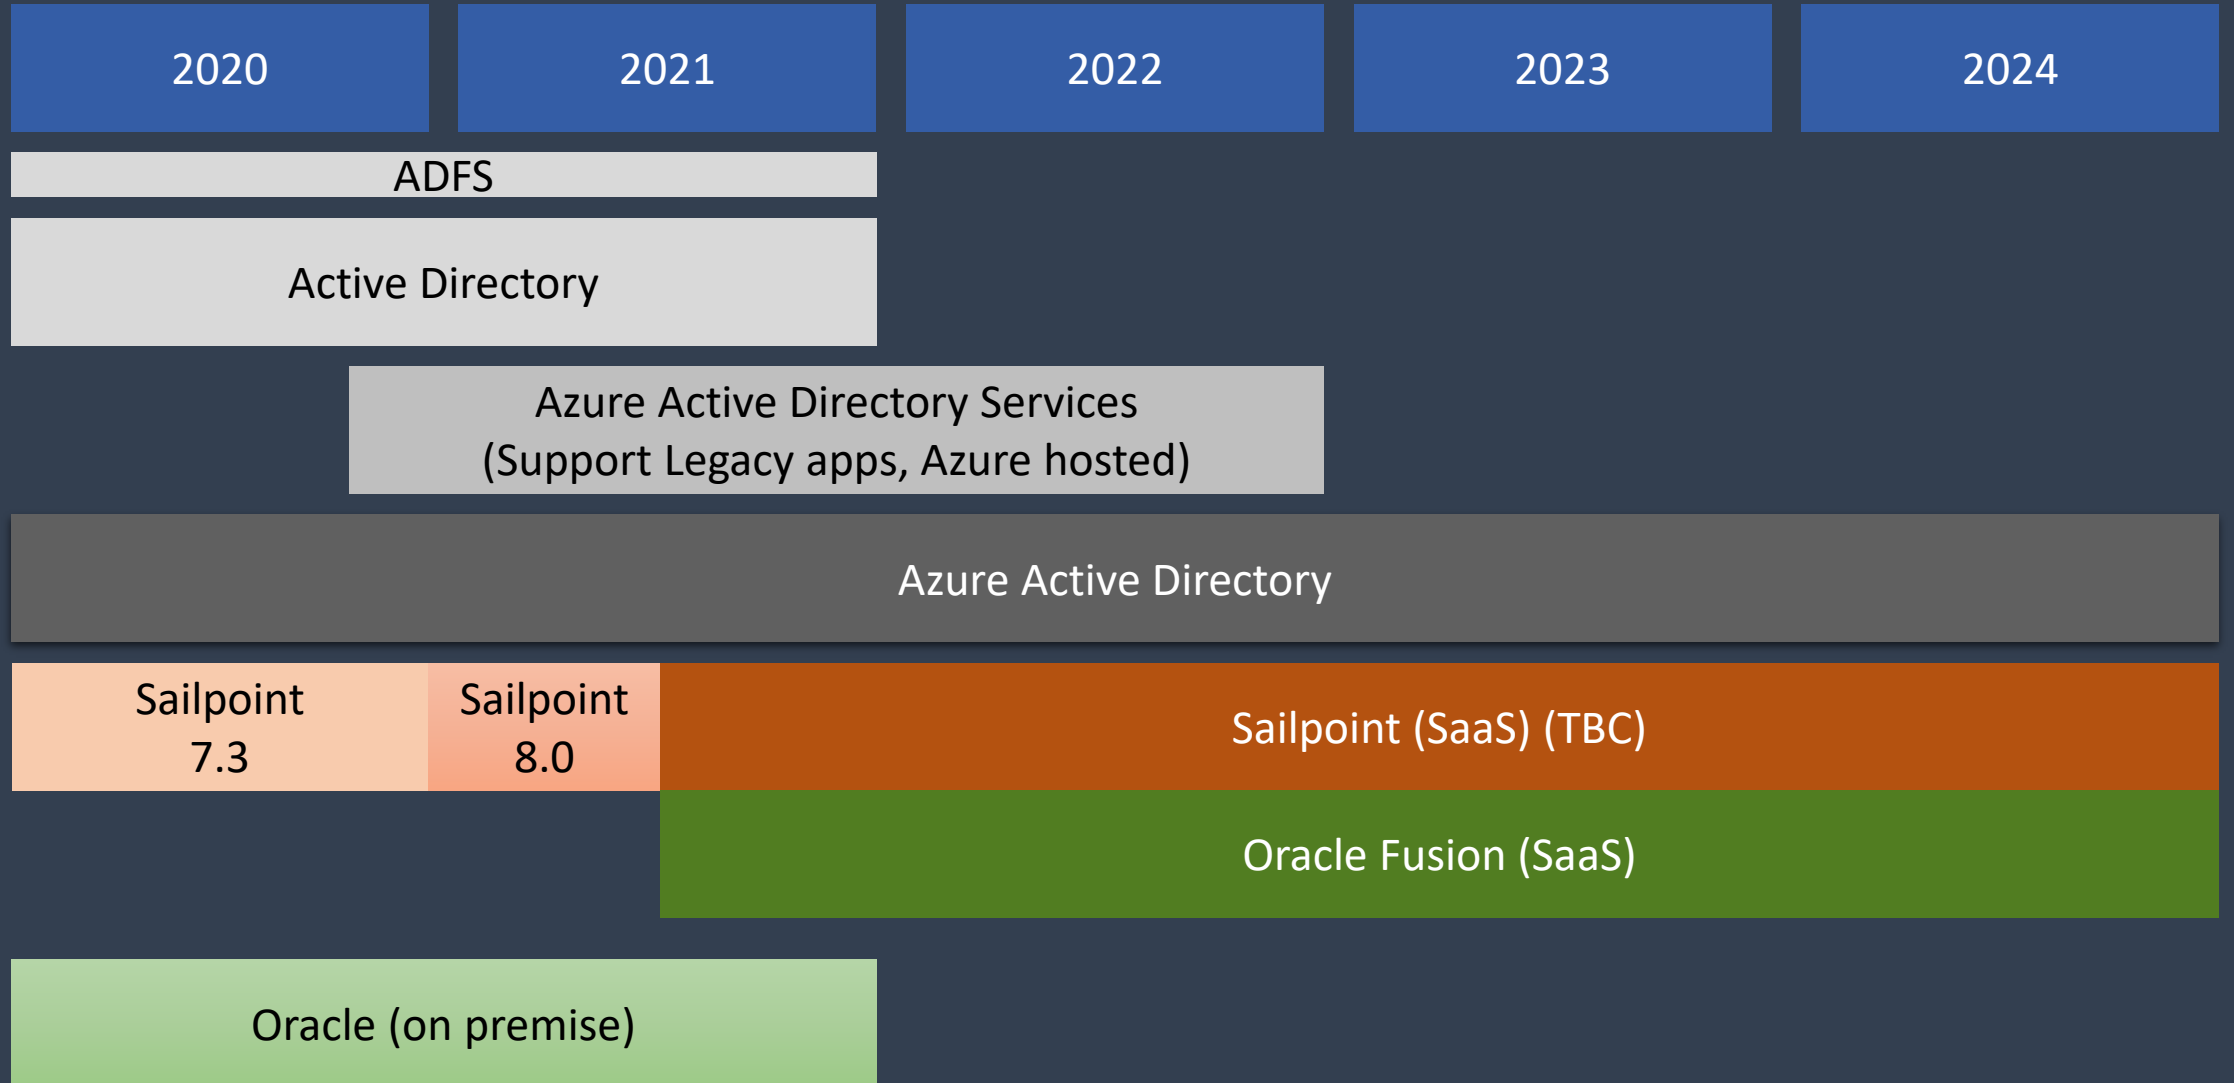 2020
2021
2022
2023
2024
ADFS
Active Directory
Azure Active Directory Services
(Support Legacy apps, Azure hosted)
Azure Active Directory
Sailpoint
7.3
Sailpoint
8.0
Sailpoint (SaaS) (TBC)
Oracle Fusion (SaaS)
Oracle (on premise)